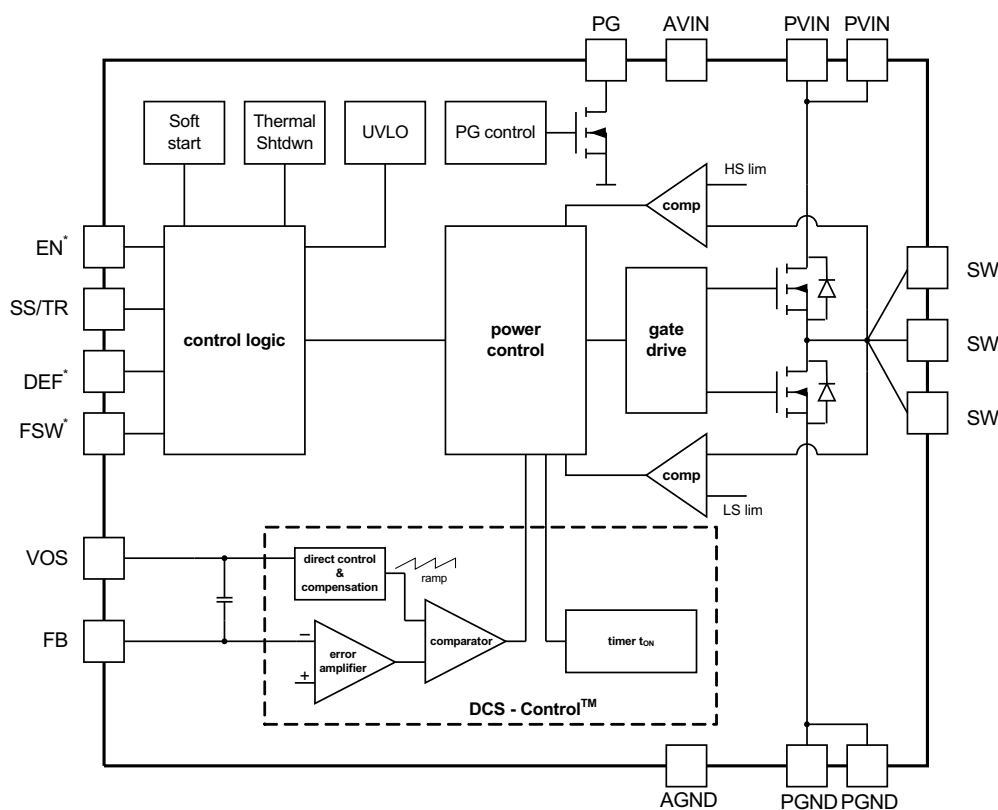 PG
AVIN
PVIN
PVIN
Soft
start
Thermal
Shtdwn
UVLO
PG control
HS lim
comp
EN*
SS/TR
DEF*
FSW*
control logic
power
control
gate
drive
SW
SW
SW
comp
LS lim
VOS
FB
direct control
&
compensation
ramp
−
+
error
amplifier
comparator
timer tON
DCS - Control™
AGND
PGND
PGND